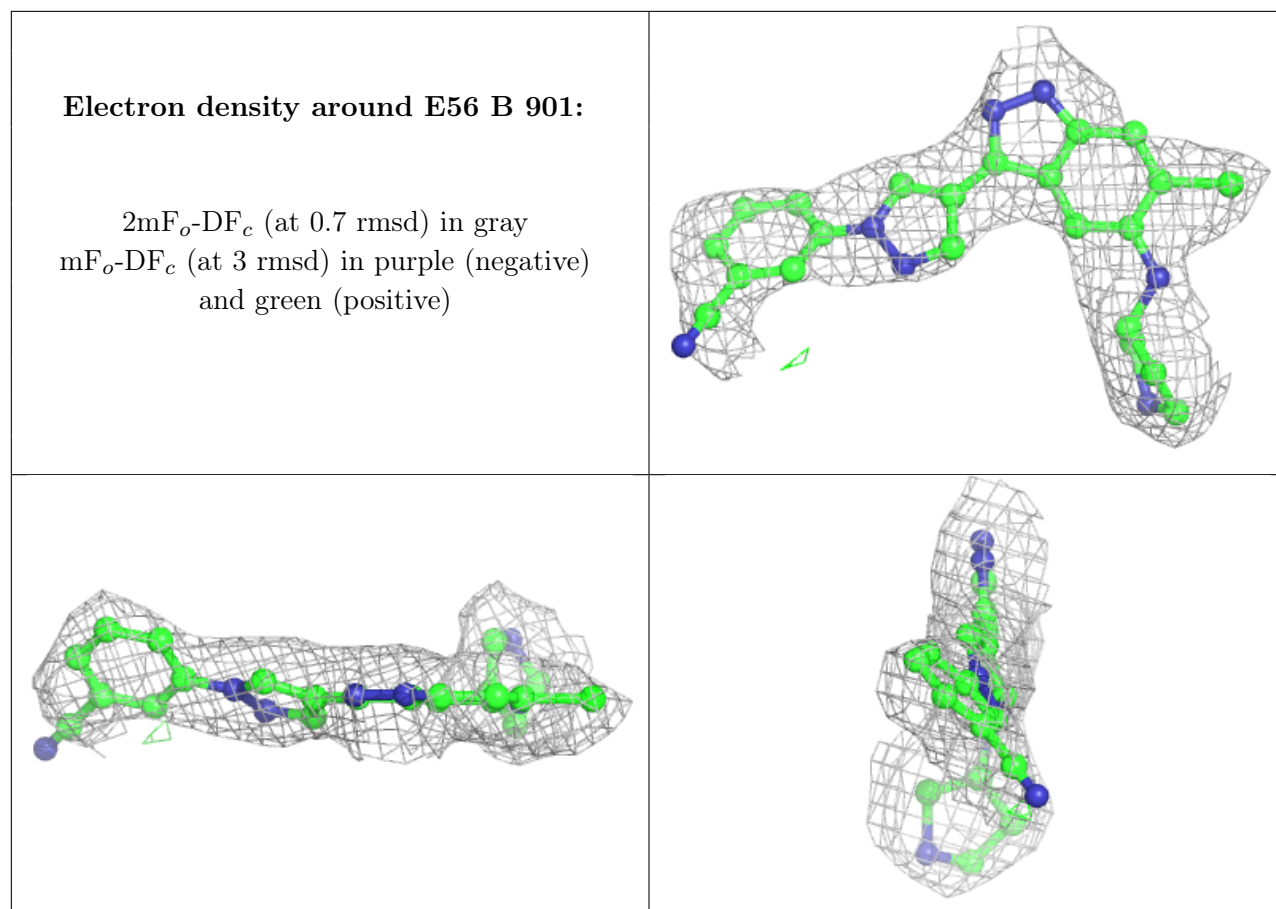 Electron density around E56 B 901:
2mFₒ-DF𝒸 (at 0.7 rmsd) in gray
mFₒ-DF𝒸 (at 3 rmsd) in purple (negative)
and green (positive)